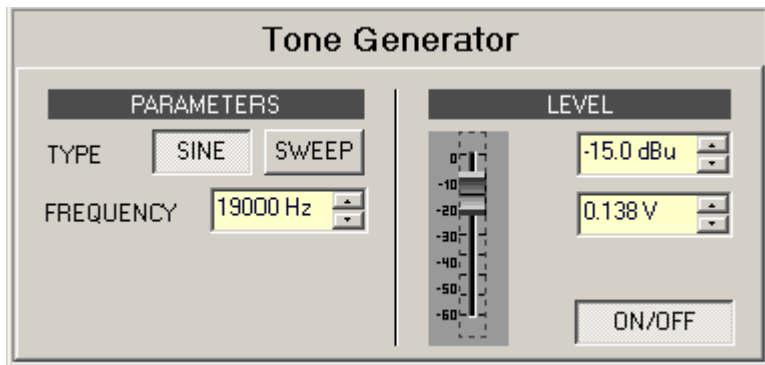 Tone Generator
PARAMETERS
TYPE SINE SWEEP
FREQUENCY 19000 Hz
LEVEL
0
-10
-20
-30
-40
-50
-60
-15.0 dBu
0.138 V
ON/OFF